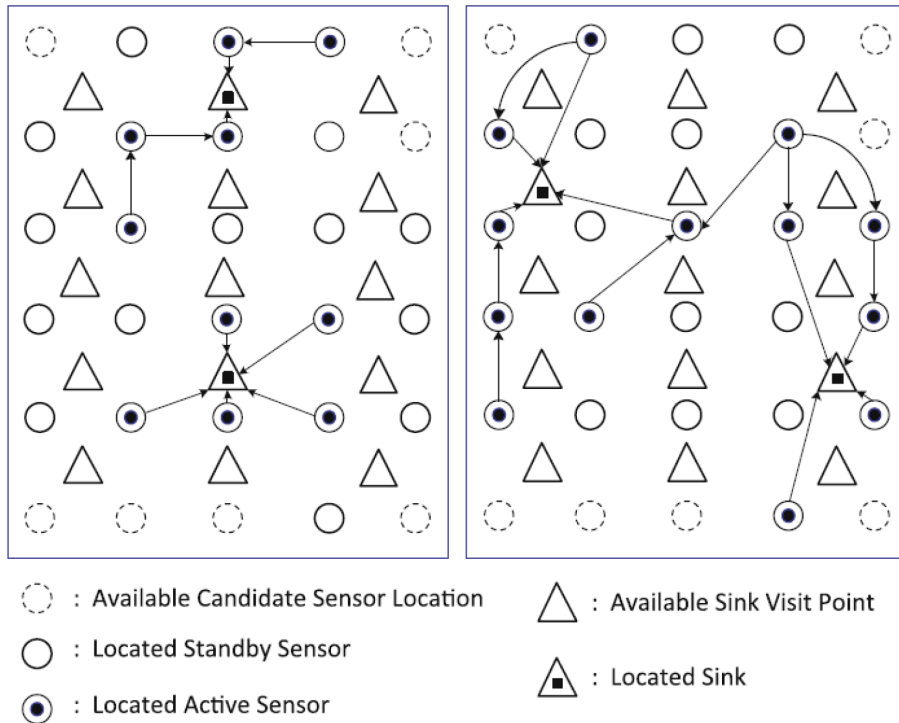 : Available Candidate Sensor Location
: Available Sink Visit Point
: Located Standby Sensor
: Located Sink
: Located Active Sensor